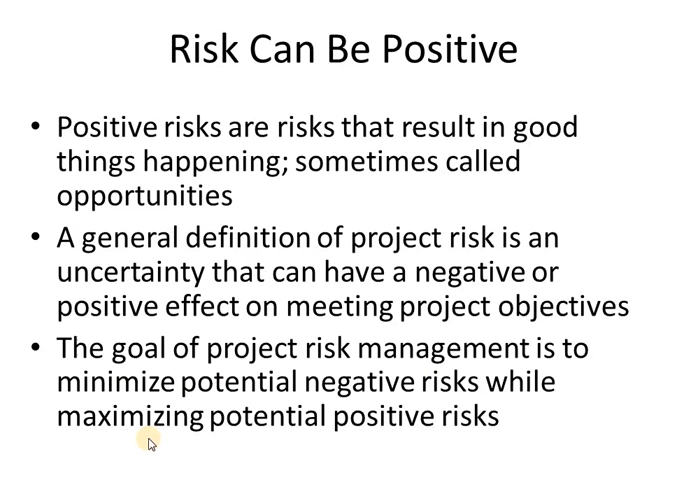 Risk Can Be Positive
• Positive risks are risks that result in good
things happening; sometimes called
opportunities
• A general definition of project risk is an
uncertainty that can have a negative or
positive effect on meeting project objectives
• The goal of project risk management is to
minimize potential negative risks while
maximizing potential positive risks